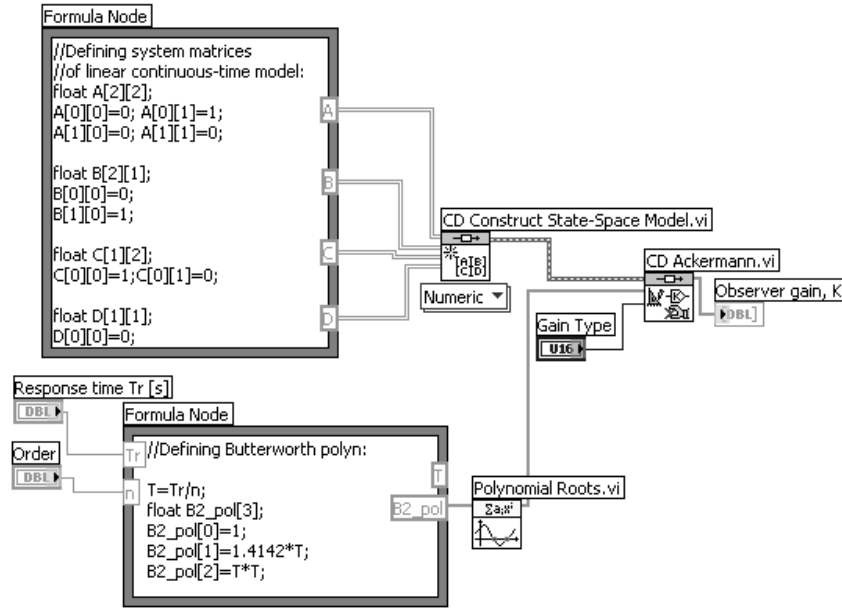 Formula Node
//Defining system matrices
//of linear continuous-time model:
float A[2][2];
A[0][0]=0; A[0][1]=1;
A[1][0]=0; A[1][1]=0;
float B[2][1];
B[0][0]=0;
B[1][0]=1;
float C[1][2];
C[0][0]=1;C[0][1]=0;
float D[1][1];
D[0][0]=0;
A
B
C
D
CD Construct State-Space Model.vi
[A|B]
[C|D]
Numeric
CD Ackermann.vi
K
Observer gain, K
DBL]
Gain Type
U16
Response time Tr [s]
DBL
Order
DBL
Formula Node
Tr
n
//Defining Butterworth polyn:
T=Tr/n;
float B2_pol[3];
B2_pol[0]=1;
B2_pol[1]=1.4142*T;
B2_pol[2]=T*T;
T
B2_pol
Polynomial Roots.vi
Σaᵢxⁱ